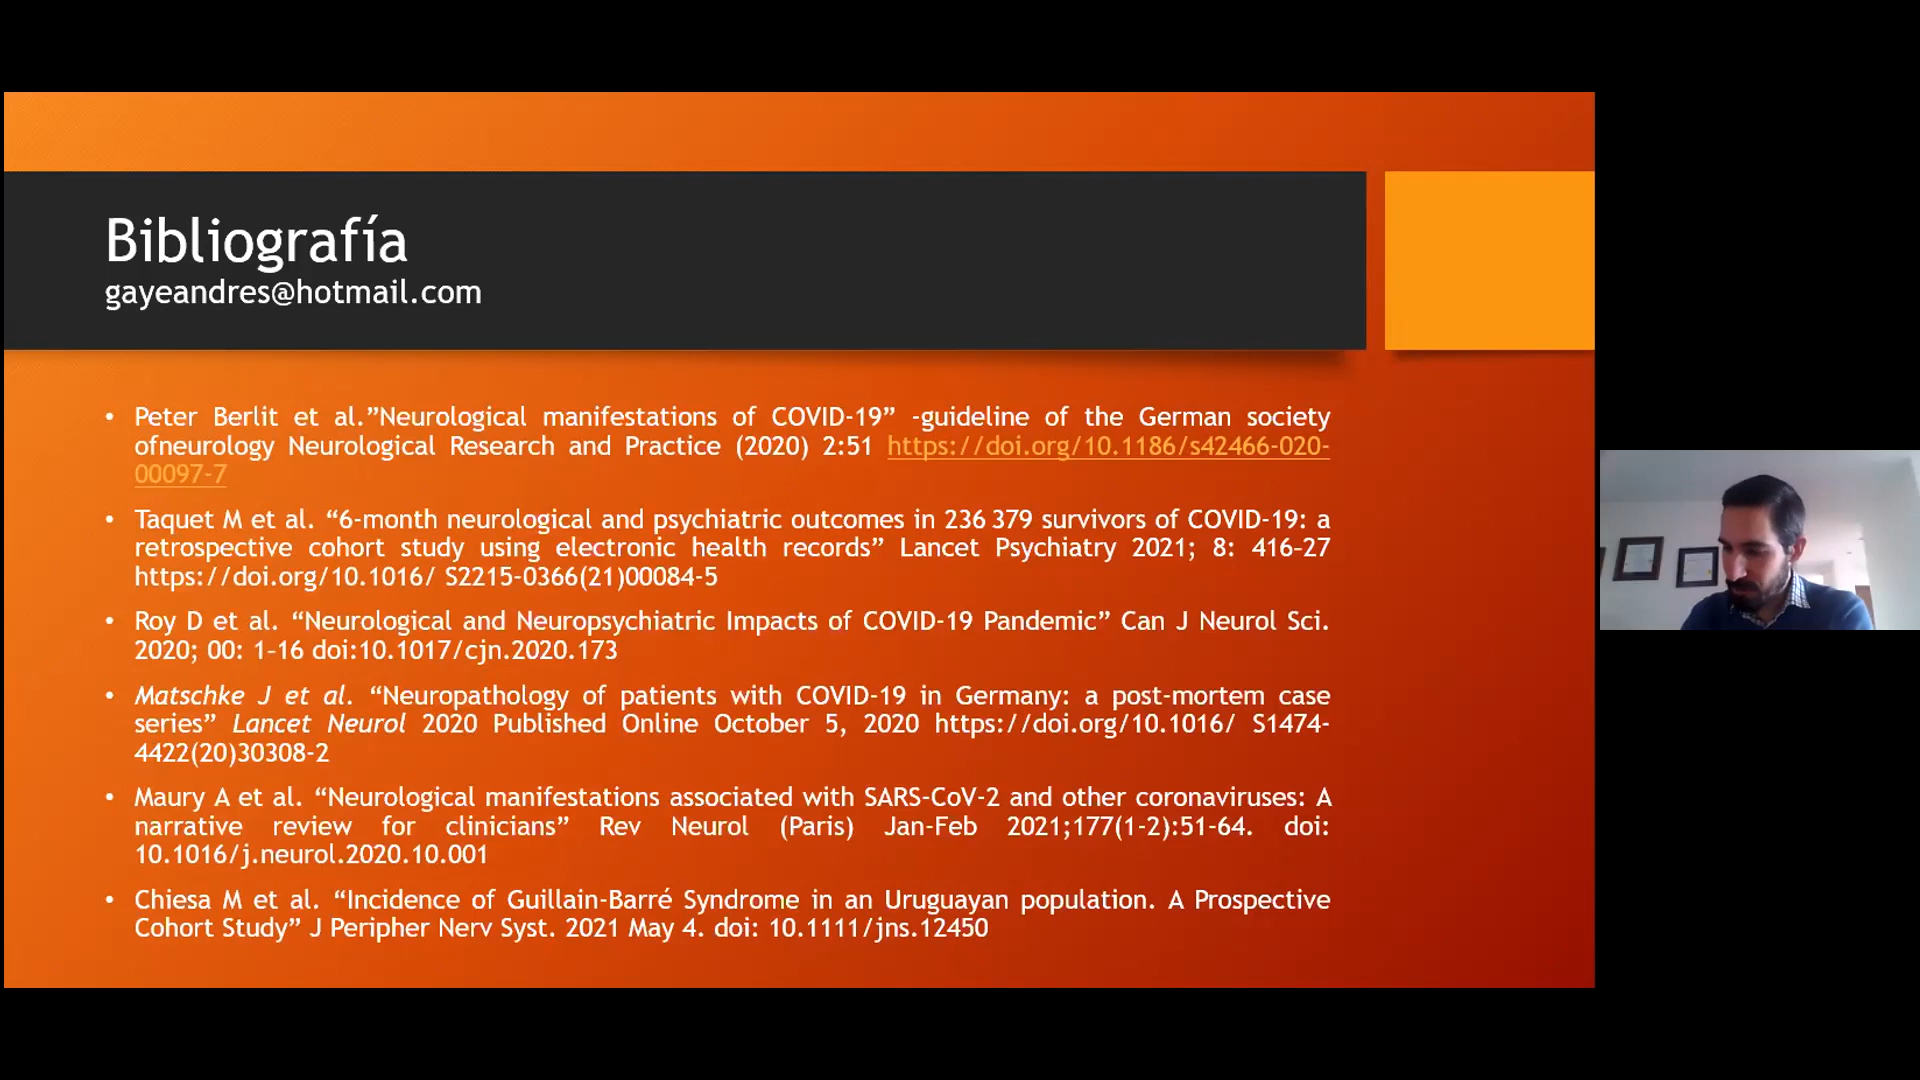 Bibliografía
gayeandres@hotmail.com
• Peter Berlit et al.”Neurological manifestations of COVID-19” -guideline of the German society
ofneurology Neurological Research and Practice (2020) 2:51 https://doi.org/10.1186/s42466-020-
00097-7
• Taquet M et al. “6-month neurological and psychiatric outcomes in 236 379 survivors of COVID-19: a
retrospective cohort study using electronic health records” Lancet Psychiatry 2021; 8: 416–27
https://doi.org/10.1016/ S2215-0366(21)00084-5
• Roy D et al. “Neurological and Neuropsychiatric Impacts of COVID-19 Pandemic” Can J Neurol Sci.
2020; 00: 1–16 doi:10.1017/cjn.2020.173
• Matschke J et al. “Neuropathology of patients with COVID-19 in Germany: a post-mortem case
series” Lancet Neurol 2020 Published Online October 5, 2020 https://doi.org/10.1016/ S1474-
4422(20)30308-2
• Maury A et al. “Neurological manifestations associated with SARS-CoV-2 and other coronaviruses: A
narrative review for clinicians” Rev Neurol (Paris) Jan-Feb 2021;177(1-2):51-64. doi:
10.1016/j.neurol.2020.10.001
• Chiesa M et al. “Incidence of Guillain-Barré Syndrome in an Uruguayan population. A Prospective
Cohort Study” J Peripher Nerv Syst. 2021 May 4. doi: 10.1111/jns.12450